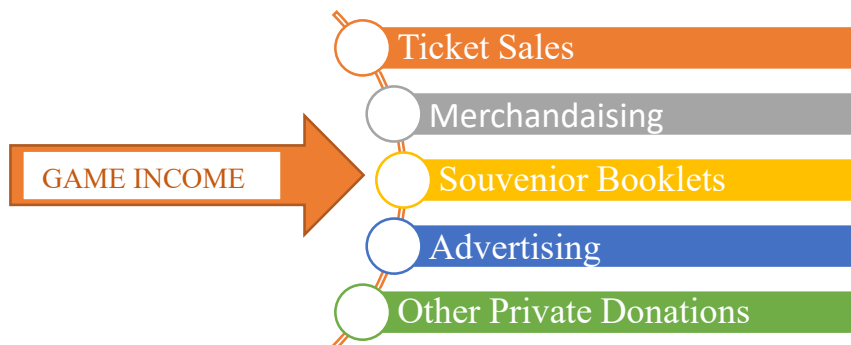 Ticket Sales
Merchandaising
GAME INCOME
Souvenior Booklets
Advertising
Other Private Donations